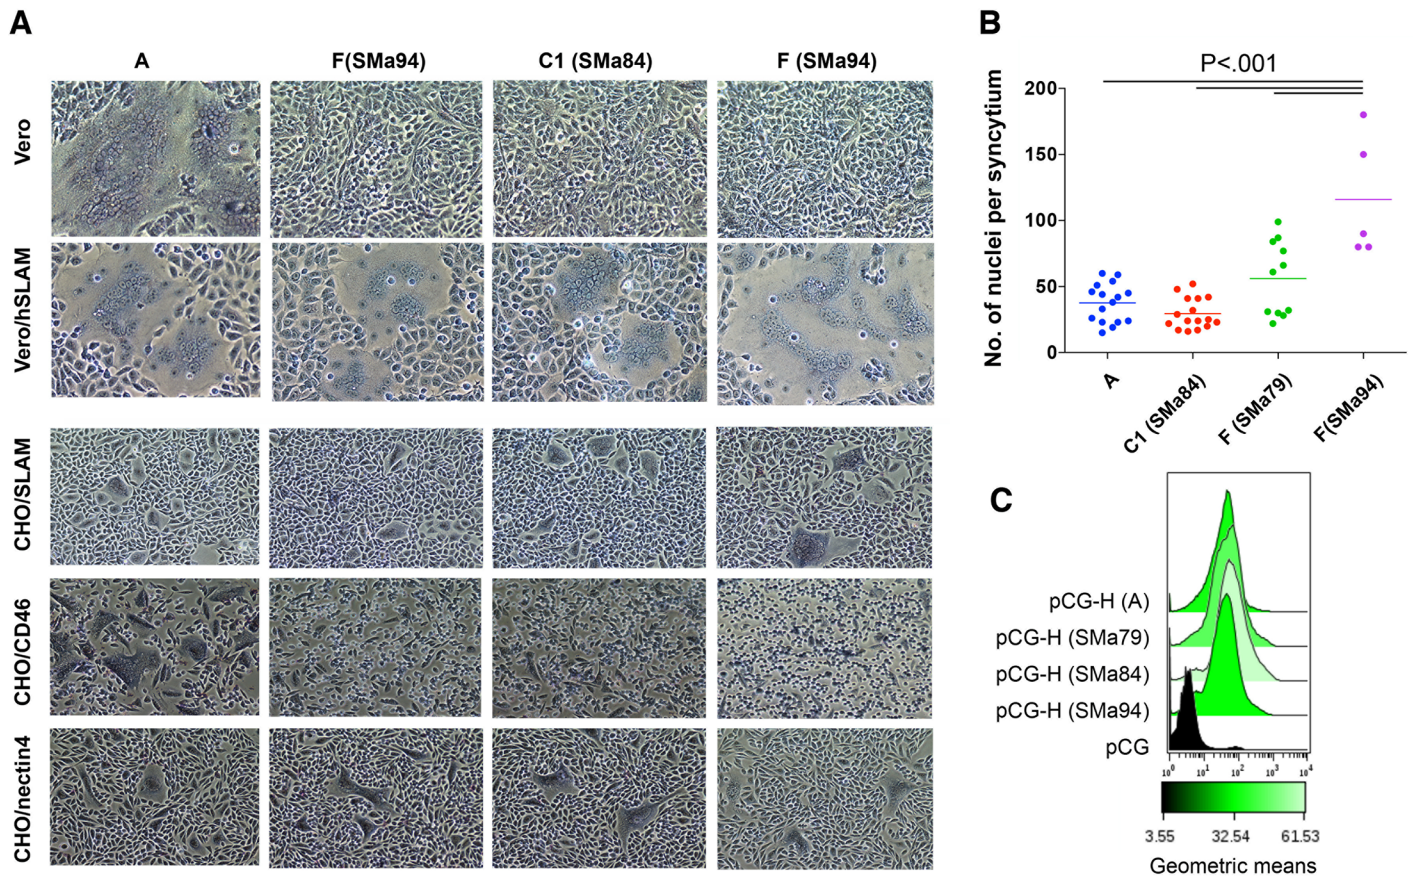 A
A
F(SMa94)
C1 (SMa84)
F (SMa94)
Vero
Vero/hSLAM
CHO/SLAM
CHO/CD46
CHO/nectin4
B
P<.001
No. of nuclei per syncytium
200
150
100
50
0
A
C1 (SMa84)
F (SMa79)
F(SMa94)
C
pCG-H (A)
pCG-H (SMa79)
pCG-H (SMa84)
pCG-H (SMa94)
pCG
10⁰ 10¹ 10² 10³ 10⁴
3.55 32.54 61.53
Geometric means